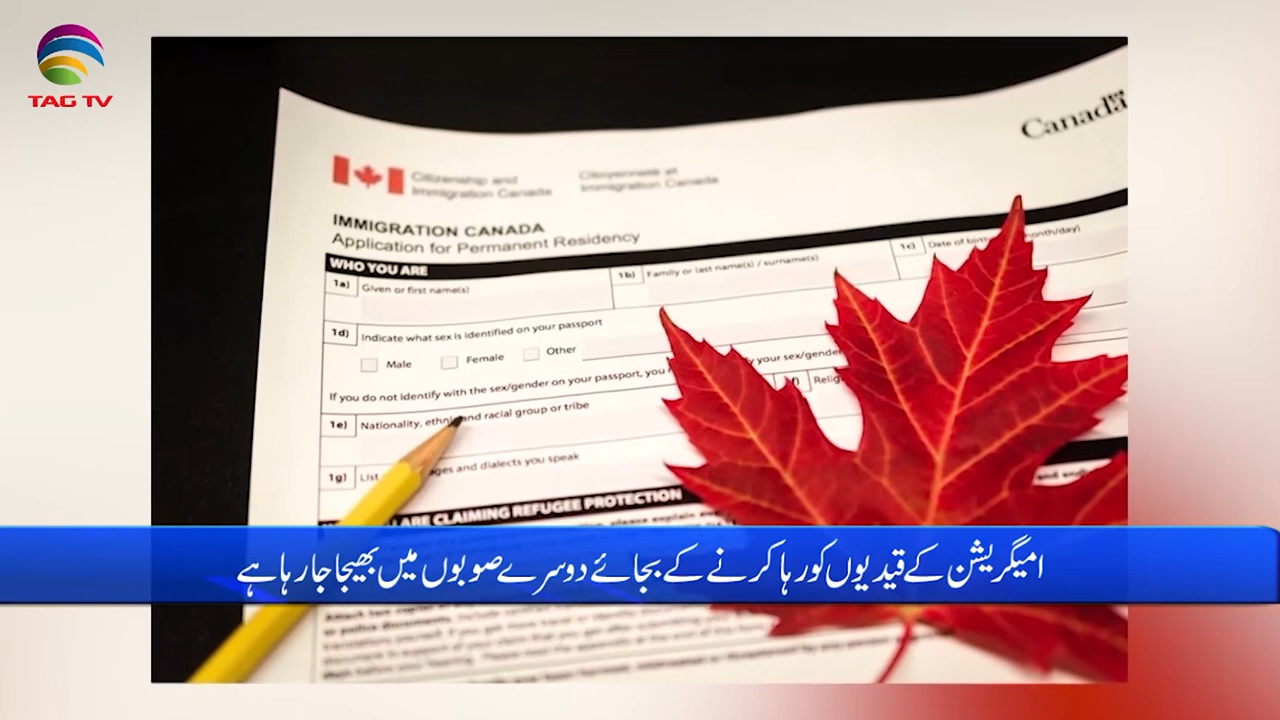 TAG TV
Canada
Citizenship and Immigration Canada
Citoyenneté et Immigration Canada
IMMIGRATION CANADA
Application for Permanent Residency
WHO YOU ARE
1a) Given or first name(s)
1b) Family or last name(s) / surname(s)
1c) Date of birth month/day)
1d) Indicate what sex is identified on your passport
Male Female Other
If you do not identify with the sex/gender on your passport, you your sex/gender
1e) Nationality, ethnic and racial group or tribe
1g) List and dialects you speak
ARE CLAIMING REFUGEE PROTECTION
امیگریشن کے قیدیوں کو رہا کرنے کے بجائے دوسرے صوبوں میں بھیجا جا رہا ہے